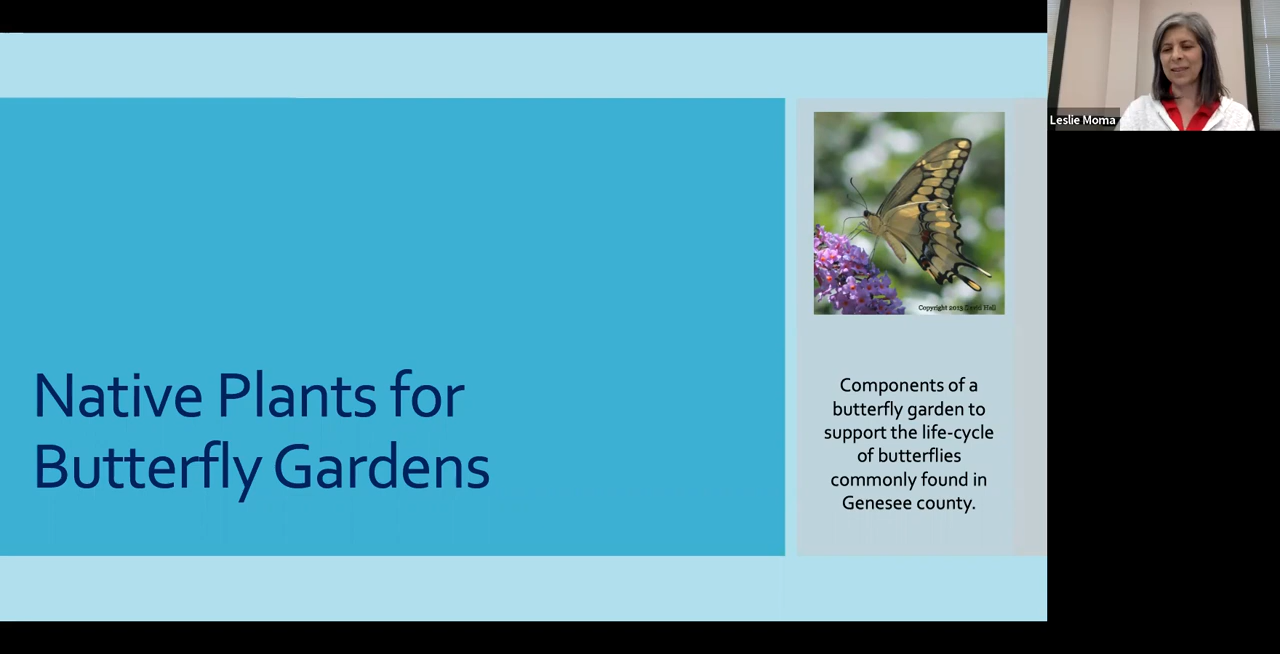 Native Plants for
Butterfly Gardens
Copyright 2015 David Hall
Components of a
butterfly garden to
support the life-cycle
of butterflies
commonly found in
Genesee county.
Leslie Moma